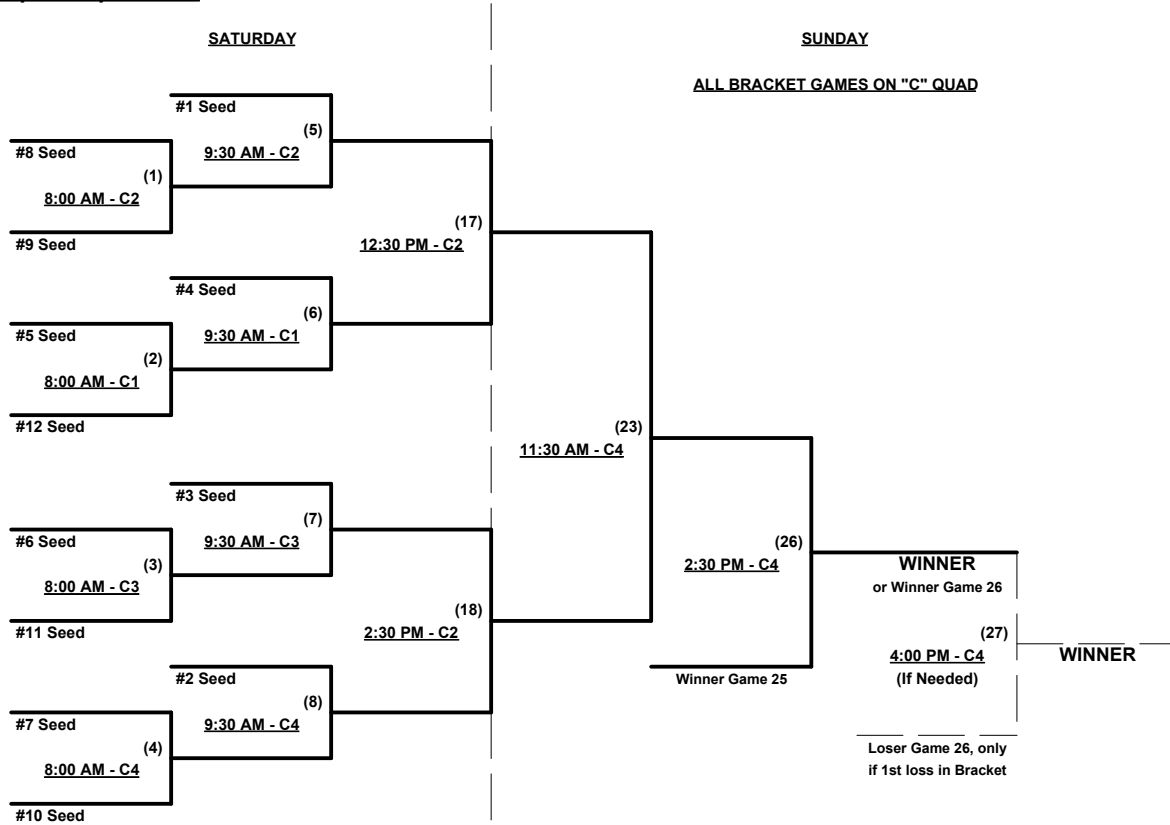 SATURDAY
SUNDAY
ALL BRACKET GAMES ON "C" QUAD
#1 Seed
(5)
9:30 AM - C2
#8 Seed
(1)
8:00 AM - C2
#9 Seed
(17)
12:30 PM - C2
#4 Seed
(6)
9:30 AM - C1
#5 Seed
(2)
8:00 AM - C1
#12 Seed
(23)
11:30 AM - C4
#3 Seed
(7)
9:30 AM - C3
#6 Seed
(3)
8:00 AM - C3
#11 Seed
(18)
2:30 PM - C2
#2 Seed
(8)
9:30 AM - C4
#7 Seed
(4)
8:00 AM - C4
#10 Seed
(26)
2:30 PM - C4
Winner Game 25
WINNER
or Winner Game 26
(27)
4:00 PM - C4
(If Needed)
WINNER
Loser Game 26, only
if 1st loss in Bracket